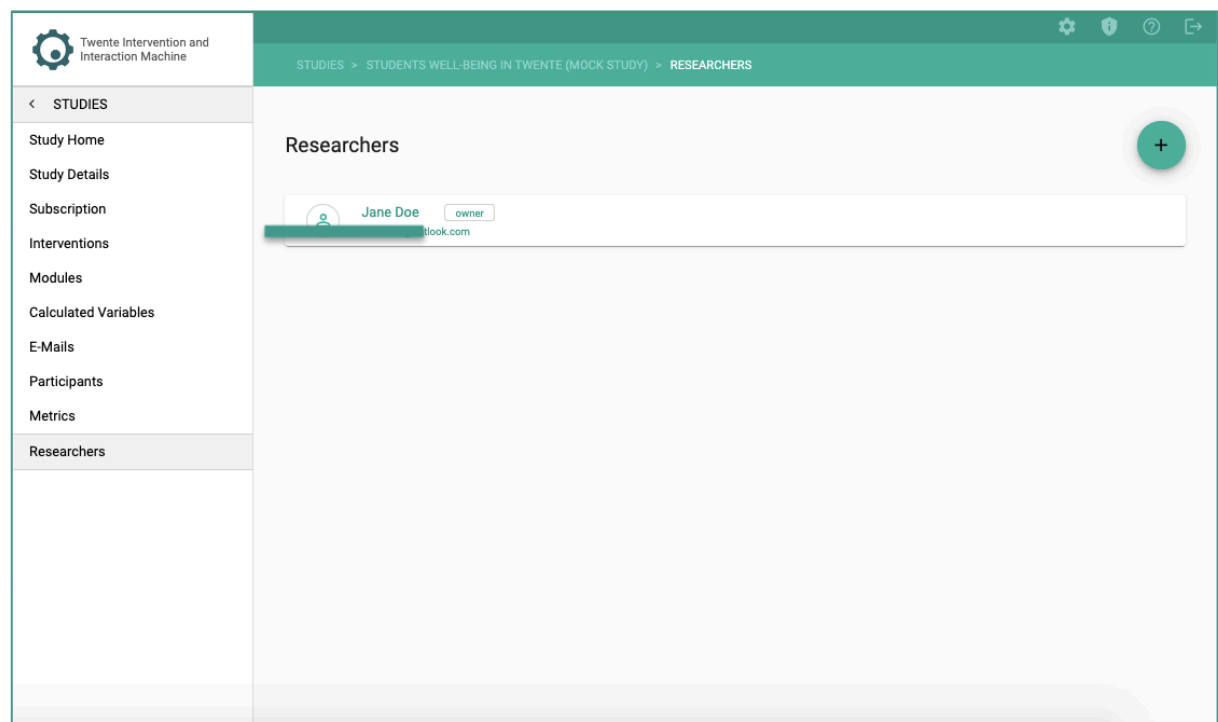 Twente Intervention and
Interaction Machine
STUDIES > STUDENTS WELL-BEING IN TWENTE (MOCK STUDY) > RESEARCHERS
< STUDIES
Study Home
Study Details
Subscription
Interventions
Modules
Calculated Variables
E-Mails
Participants
Metrics
Researchers
Researchers
+
Jane Doe owner
tlook.com